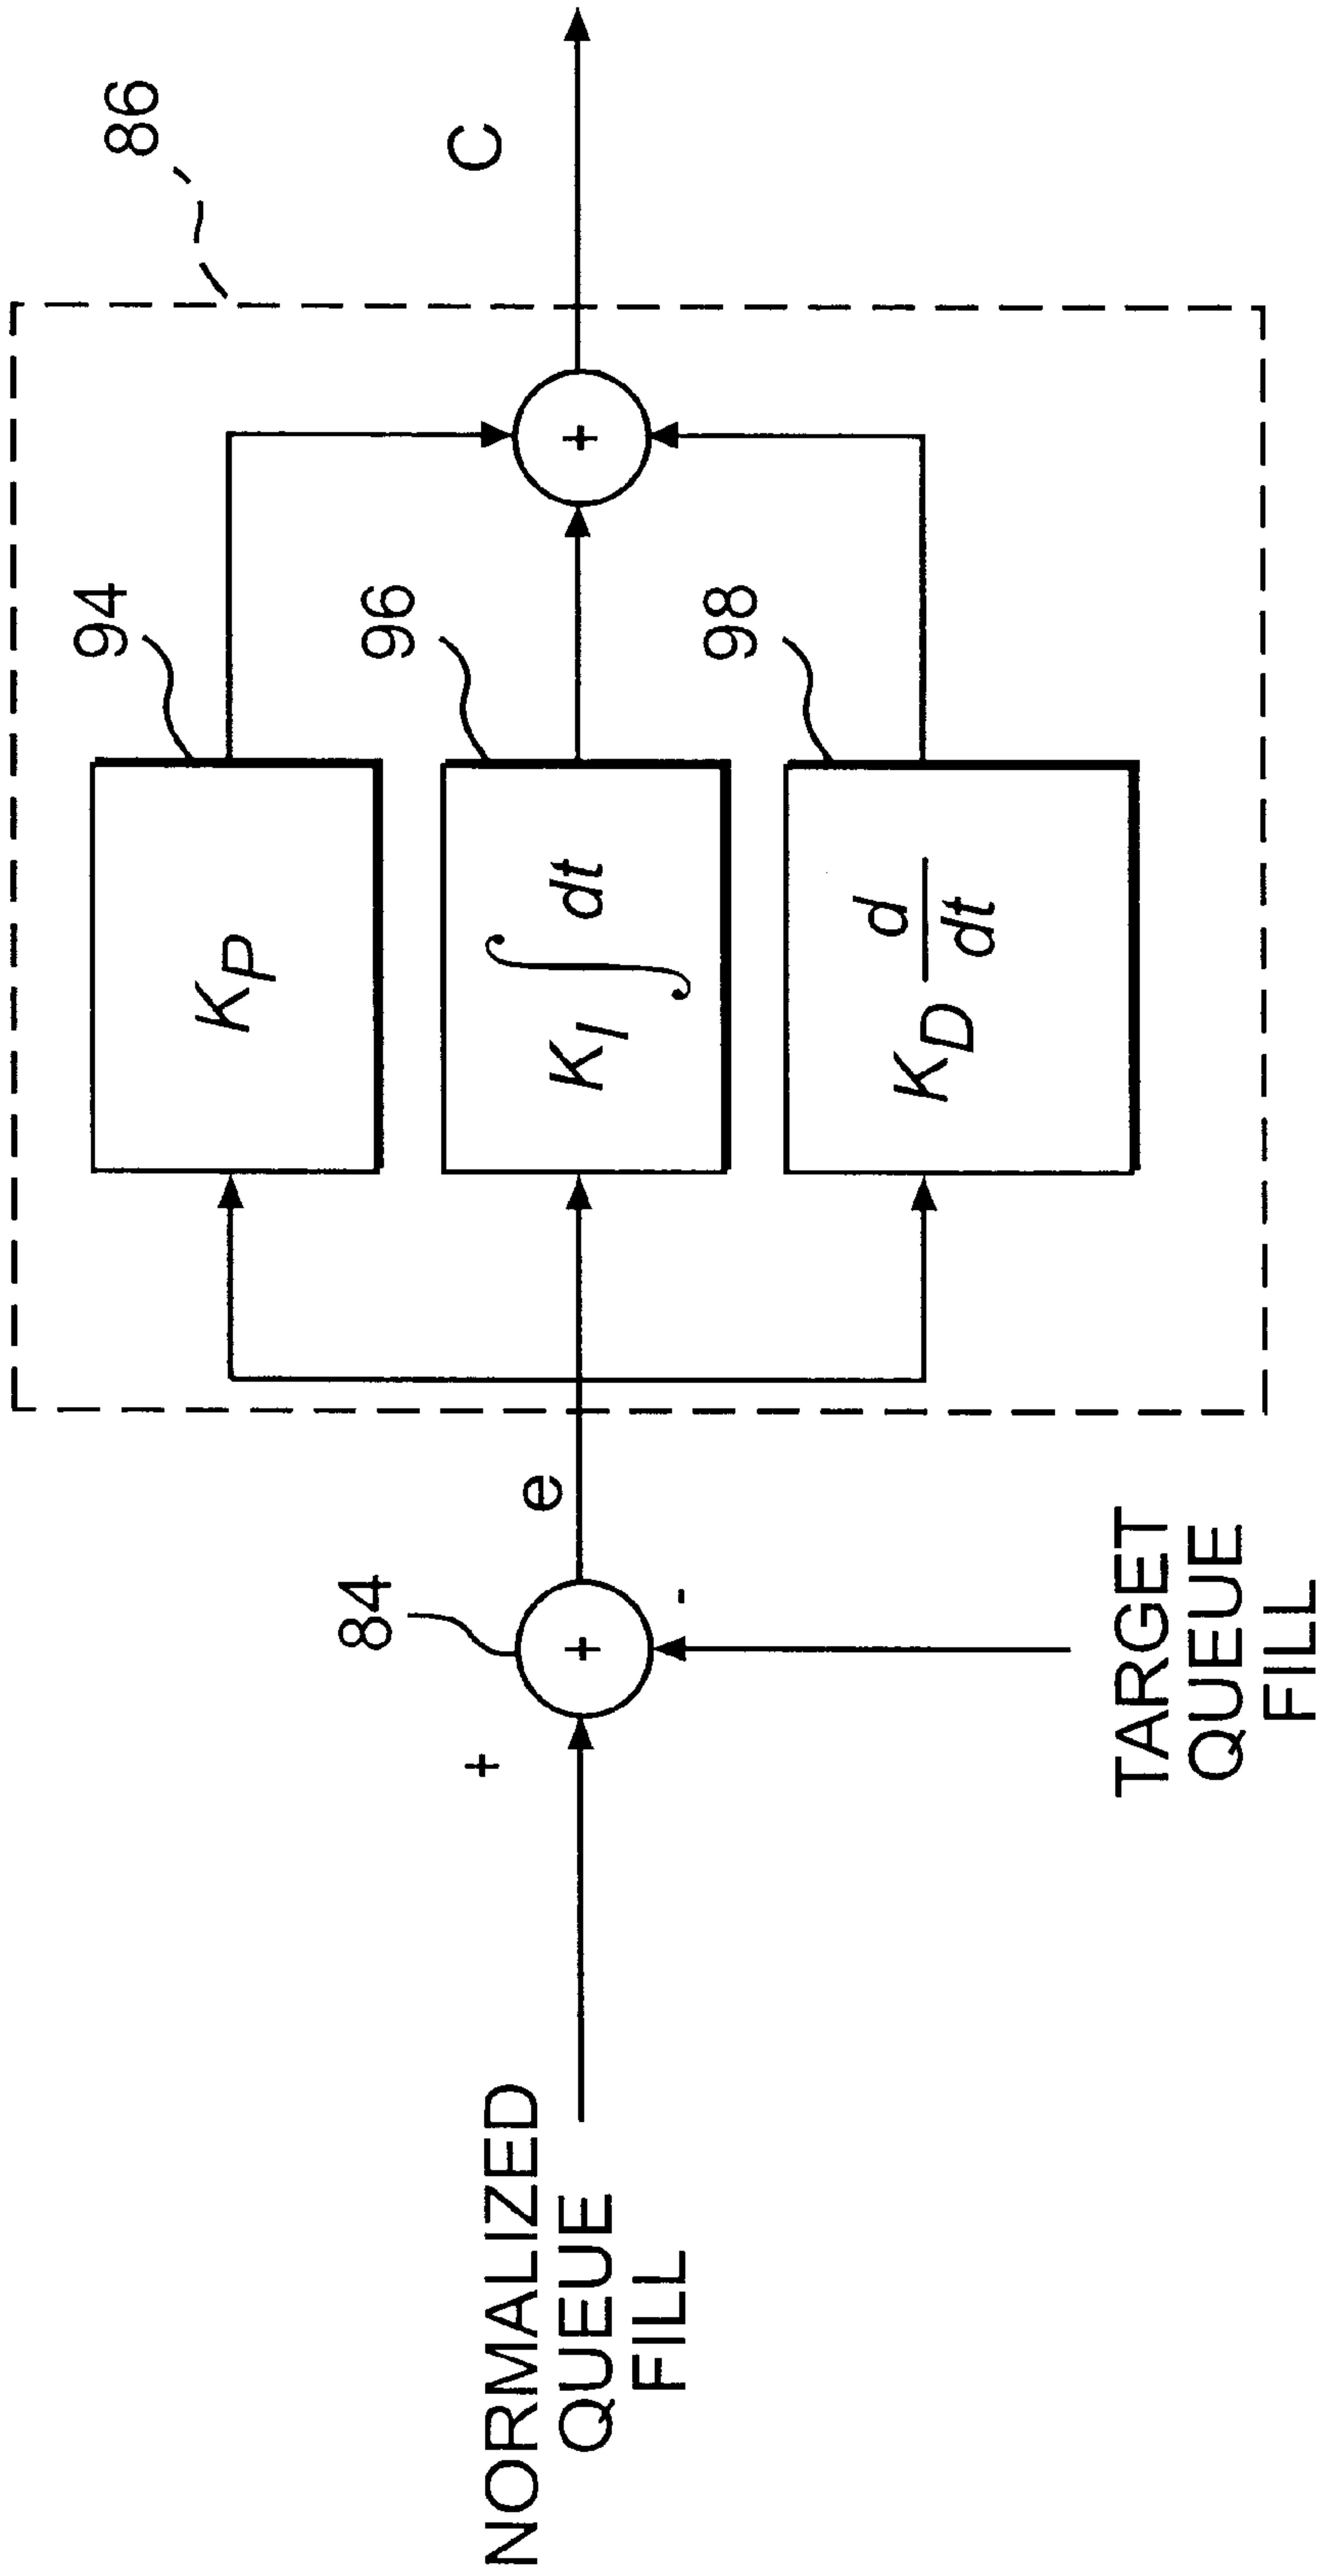 86
94
K_P
96
K_I ∫ dt
98
K_D d/dt
C
84
e
+
+
-
+
NORMALIZED
QUEUE
FILL
TARGET
QUEUE
FILL